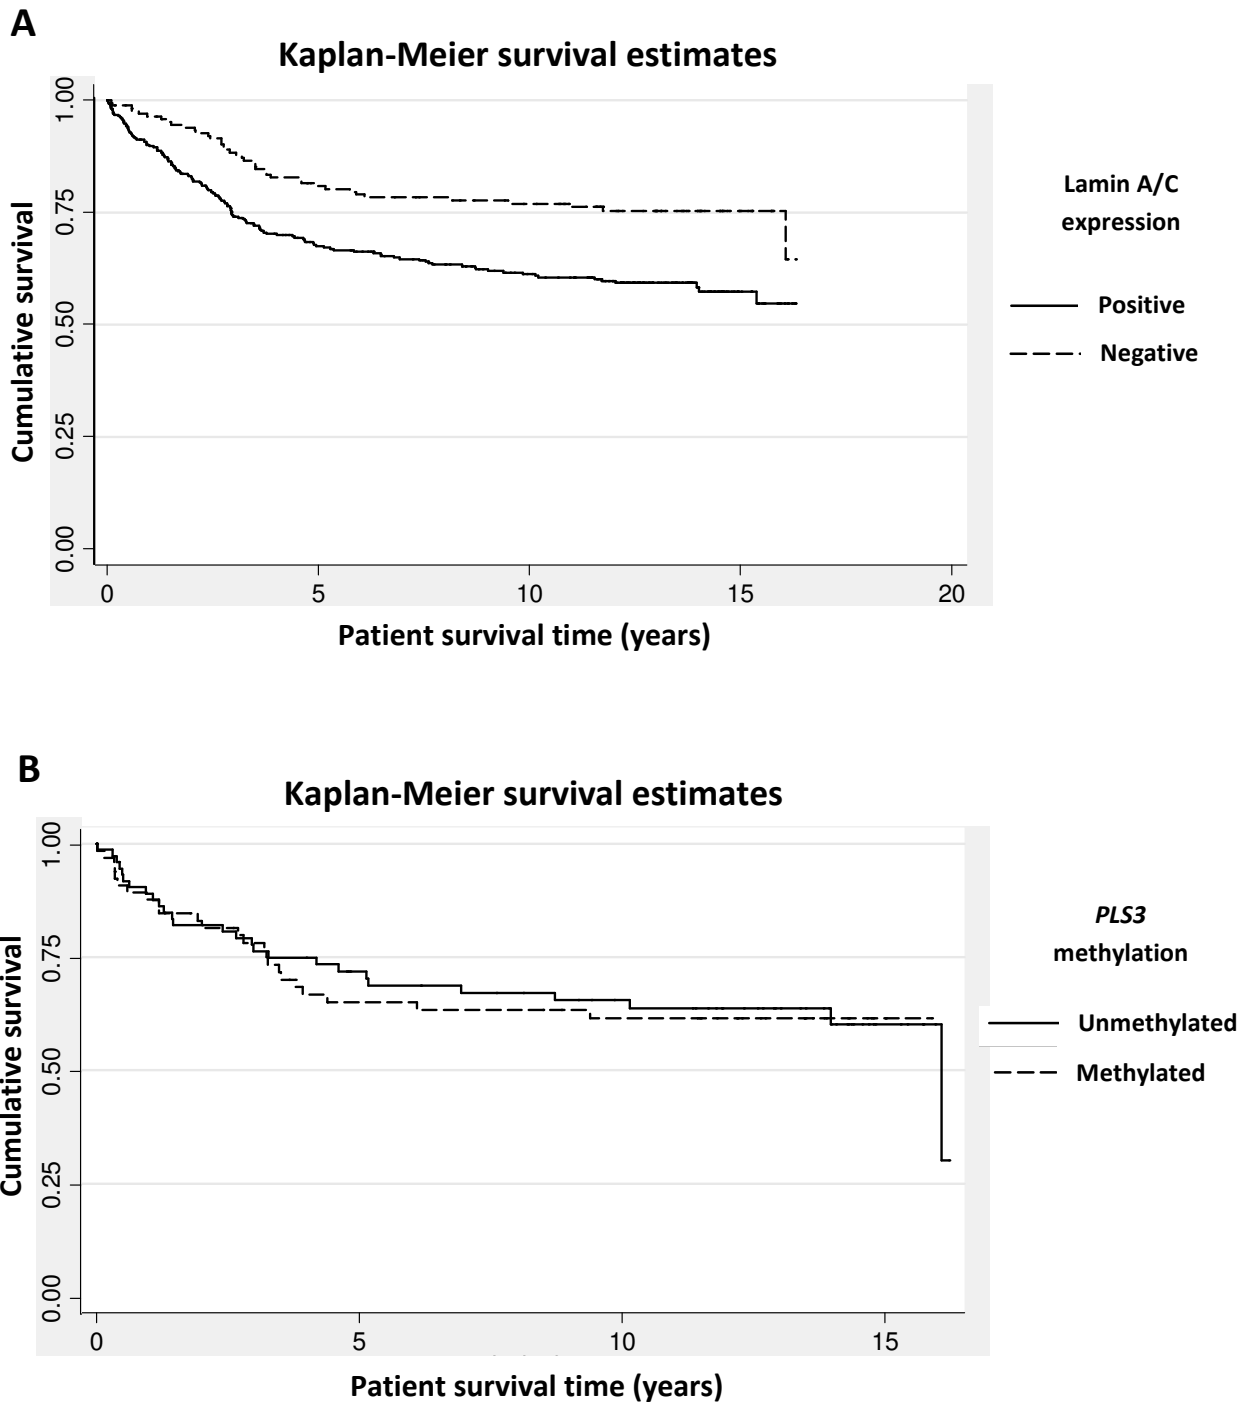 A
Kaplan-Meier survival estimates
Cumulative survival
1.00
0.75
0.50
0.25
0.00
0 5 10 15 20
Patient survival time (years)
Lamin A/C
expression
Positive
Negative
B
Kaplan-Meier survival estimates
Cumulative survival
1.00
0.75
0.50
0.25
0.00
0 5 10 15
Patient survival time (years)
PLS3
methylation
Unmethylated
Methylated